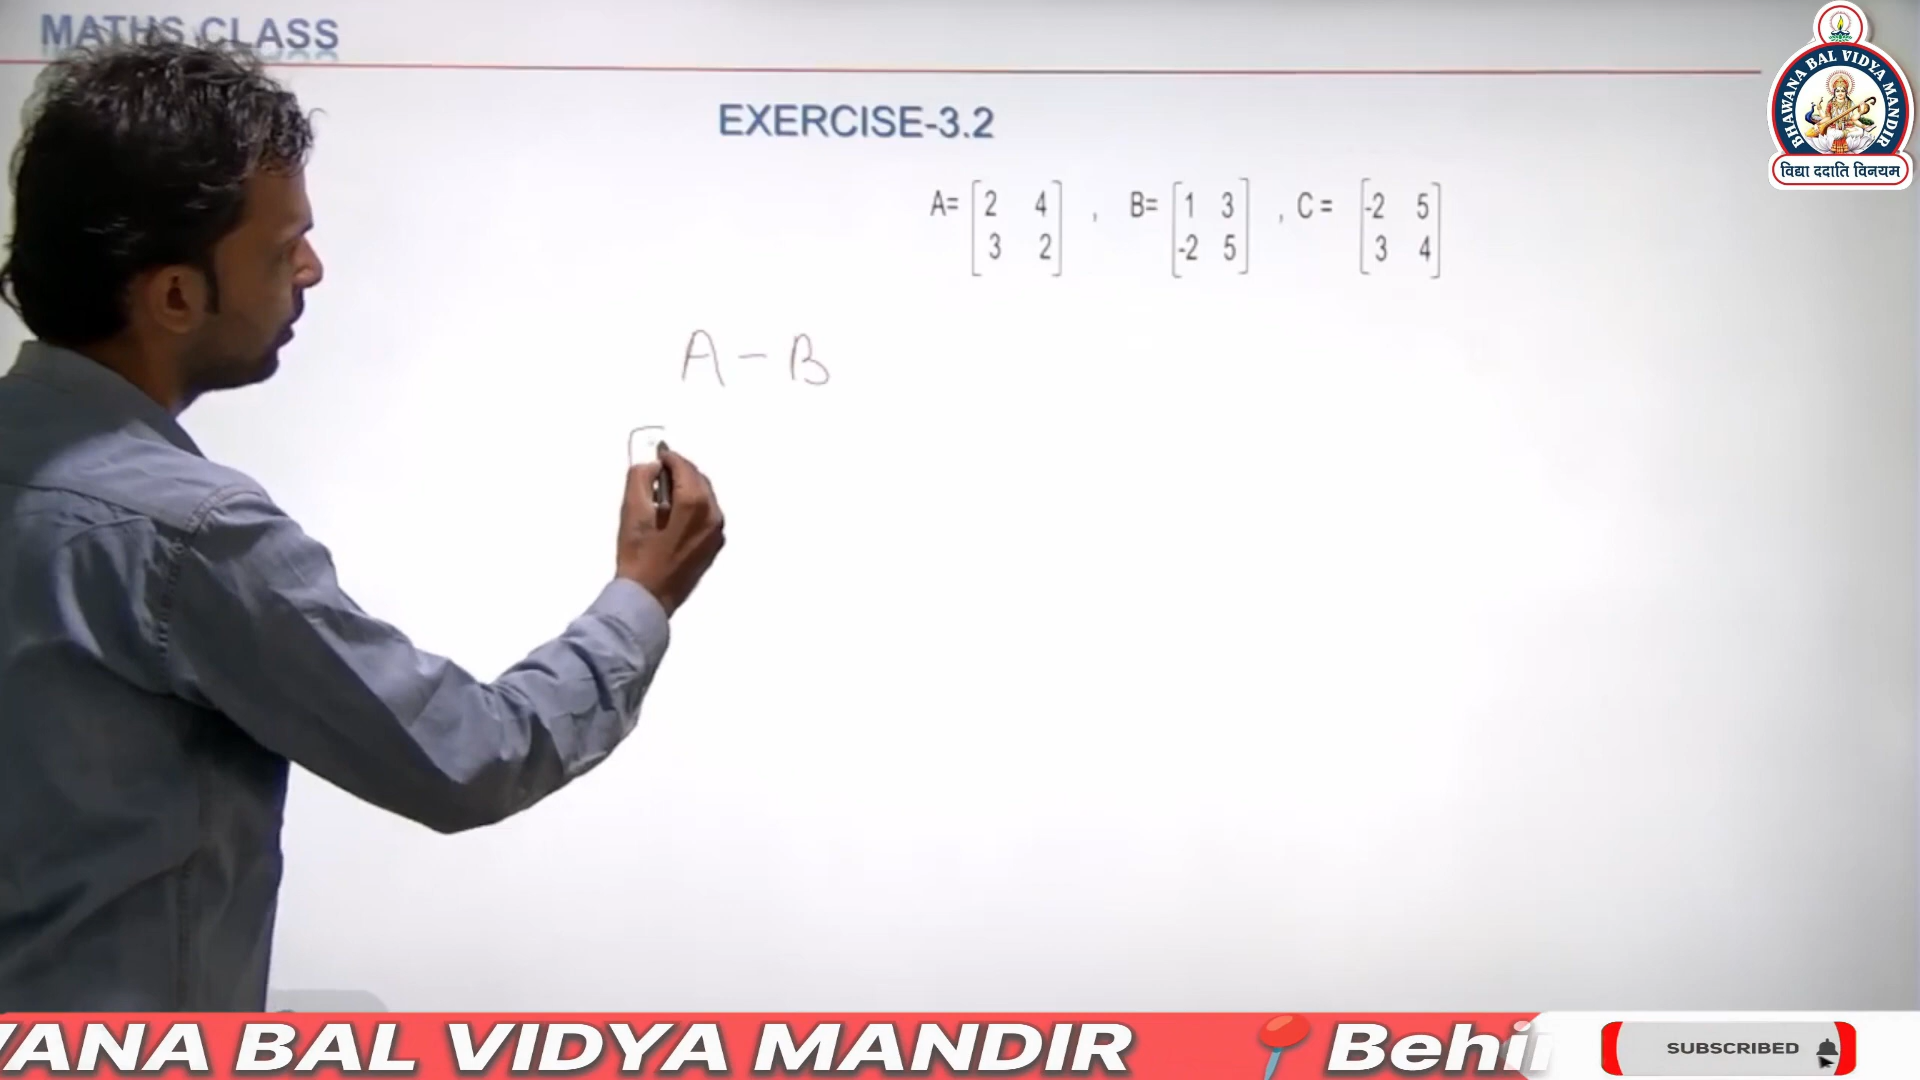 MATHS CLASS
BHAWANA BAL VIDYA MANDIR
विद्या ददाति विनयम
EXERCISE-3.2
A= [2 4 , B= [1 3 , C = [-2 5
3 2] -2 5] 3 4]
A - B
VANA BAL VIDYA MANDIR 📍 Behi
SUBSCRIBED